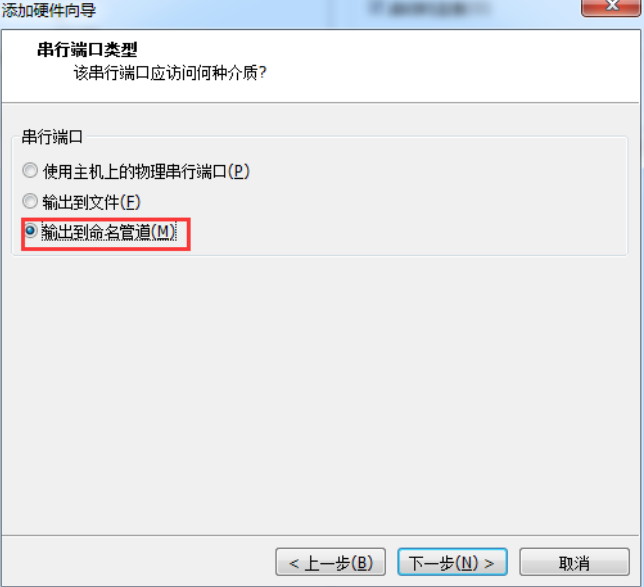 添加硬件向导
串行端口类型
该串行端口应访问何种介质?
串行端口
使用主机上的物理串行端口(P)
输出到文件(F)
输出到命名管道(M)
< 上一步(B)
下一步(N) >
取消